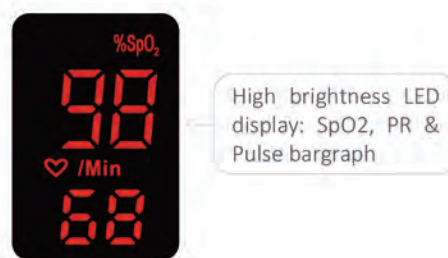 %SpO₂
98
♡ /Min
68
High brightness LED
display: SpO2, PR &
Pulse bargraph